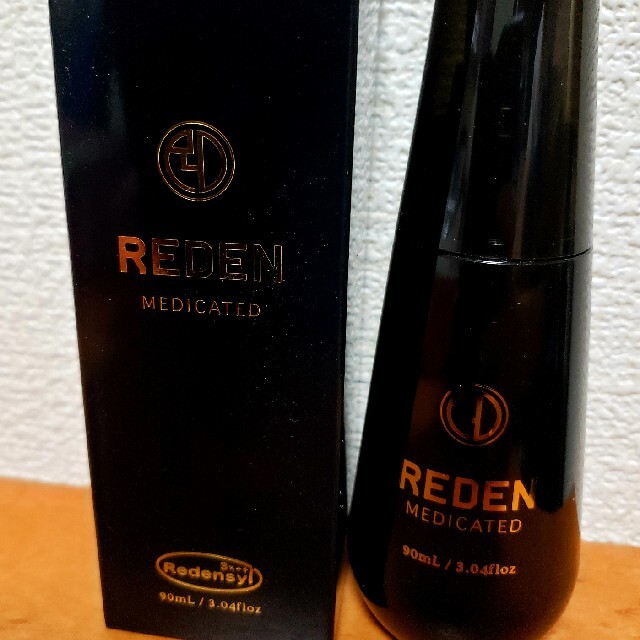 REDEN
MEDICATED
Redensyl
90mL / 3.04floz
REDEN
MEDICATED
90mL / 3.04floz